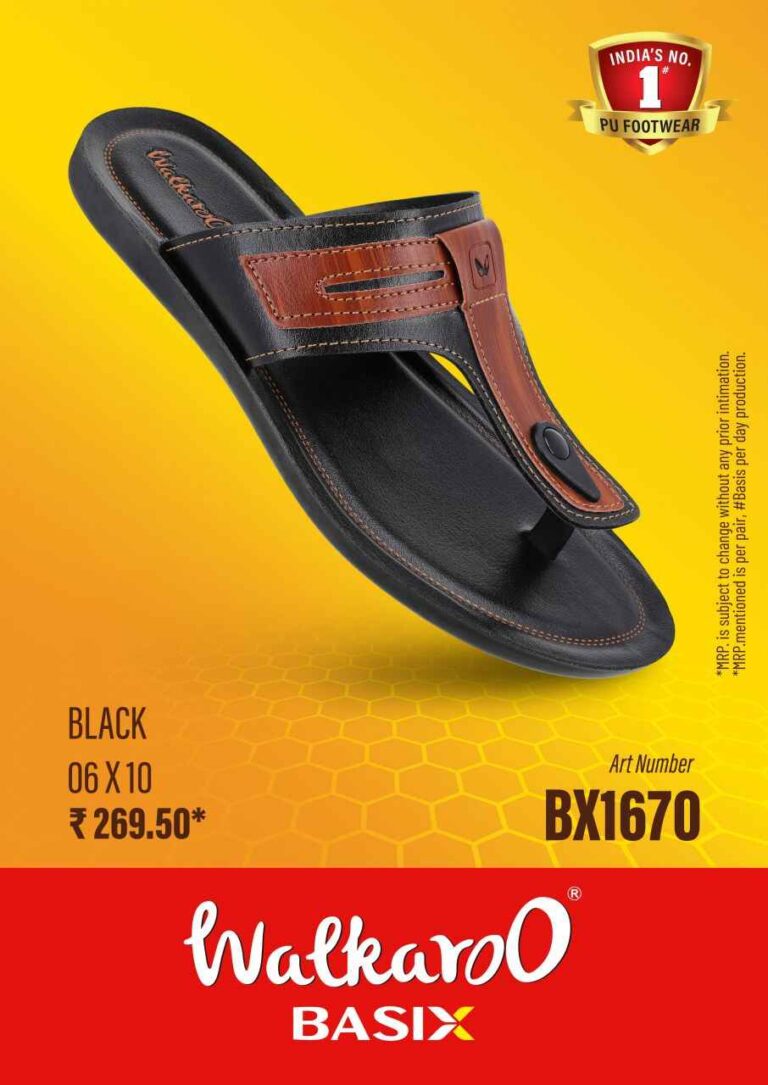 INDIA'S NO.
1#
PU FOOTWEAR
Walkaroo
*MRP. is subject to change without any prior intimation.
*MRP.mentioned is per pair, #Basis per day production.
BLACK
06 X 10
₹ 269.50*
Art Number
BX1670
Walkaroo®
BASIX